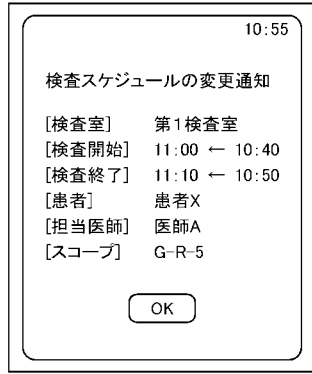 10:55
検査スケジュールの変更通知
[検査室] 第1検査室
[検査開始] 11:00 ← 10:40
[検査終了] 11:10 ← 10:50
[患者] 患者X
[担当医師] 医師A
[スコープ] G-R-5
OK